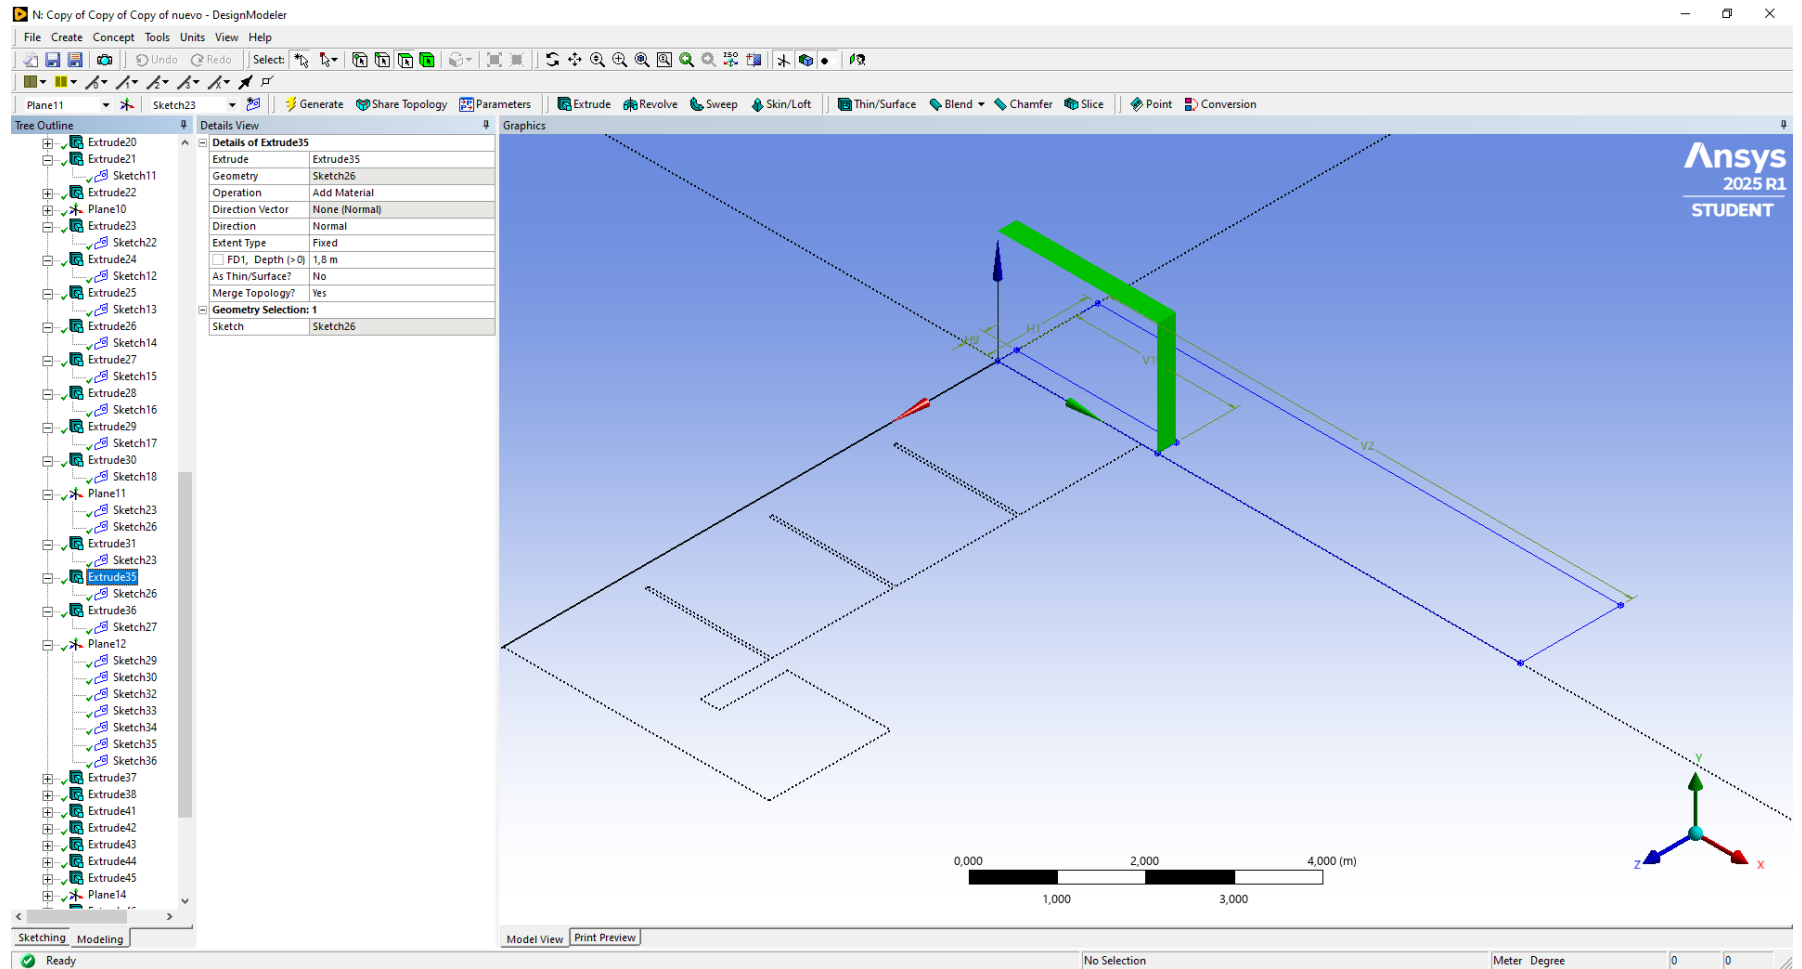 N: Copy of Copy of Copy of nuevo - DesignModeler
File Create Concept Tools Units View Help
Undo Redo Select: ISO
Plane11 Sketch23 Generate Share Topology Parameters Extrude Revolve Sweep Skin/Loft Thin/Surface Blend Chamfer Slice Point Conversion
Tree Outline
Extrude20
Extrude21
Sketch11
Extrude22
Plane10
Extrude23
Sketch22
Extrude24
Sketch12
Extrude25
Sketch13
Extrude26
Sketch14
Extrude27
Sketch15
Extrude28
Sketch16
Extrude29
Sketch17
Extrude30
Sketch18
Plane11
Sketch23
Sketch26
Extrude31
Sketch23
Extrude35
Sketch26
Extrude36
Sketch27
Plane12
Sketch29
Sketch30
Sketch32
Sketch33
Sketch34
Sketch35
Sketch36
Extrude37
Extrude38
Extrude41
Extrude42
Extrude43
Extrude44
Extrude45
Plane14
Sketching Modeling
Details View
Details of Extrude35
Extrude Extrude35
Geometry Sketch26
Operation Add Material
Direction Vector None (Normal)
Direction Normal
Extent Type Fixed
FD1, Depth (>0) 1,8 m
As Thin/Surface? No
Merge Topology? Yes
Geometry Selection: 1
Sketch Sketch26
Graphics
Ansys
2025 R1
STUDENT
H1
H9
V2
Y
Z
X
0,000 2,000 4,000 (m)
1,000 3,000
Model View Print Preview
Ready No Selection Meter Degree 0 0